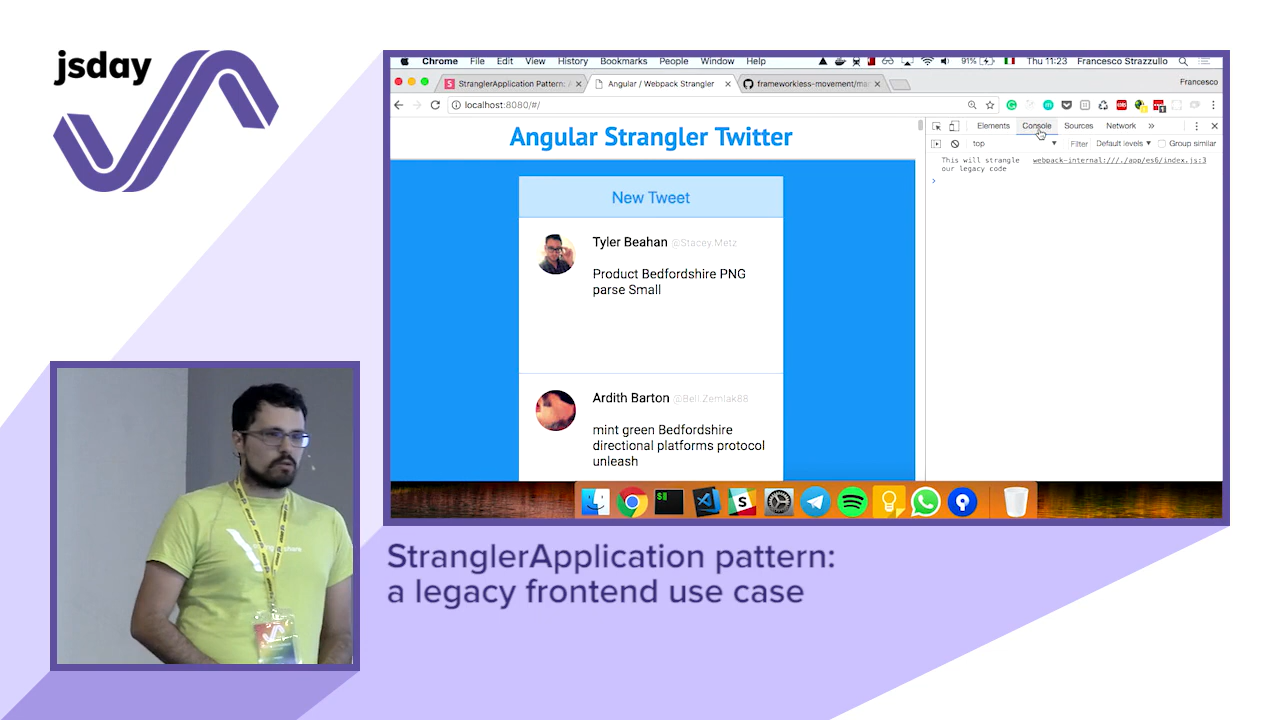 jsday
Chrome File Edit View History Bookmarks People Window Help 91% Thu 11:23 Francesco Strazzullo
StranglerApplication Pattern: Angular / Webpack Strangler frameworkless-movement/ma Francesco
localhost:8080/#/
Angular Strangler Twitter
New Tweet
Tyler Beahan @Stacey.Metz
Product Bedfordshire PNG
parse Small
Ardith Barton @Bell.Zemlak88
mint green Bedfordshire
directional platforms protocol
unleash
Elements Console Sources Network »
top Filter Default levels Group similar
This will strangle webpack-internal:///./app/es6/index.js:3
our legacy code
StranglerApplication pattern:
a legacy frontend use case